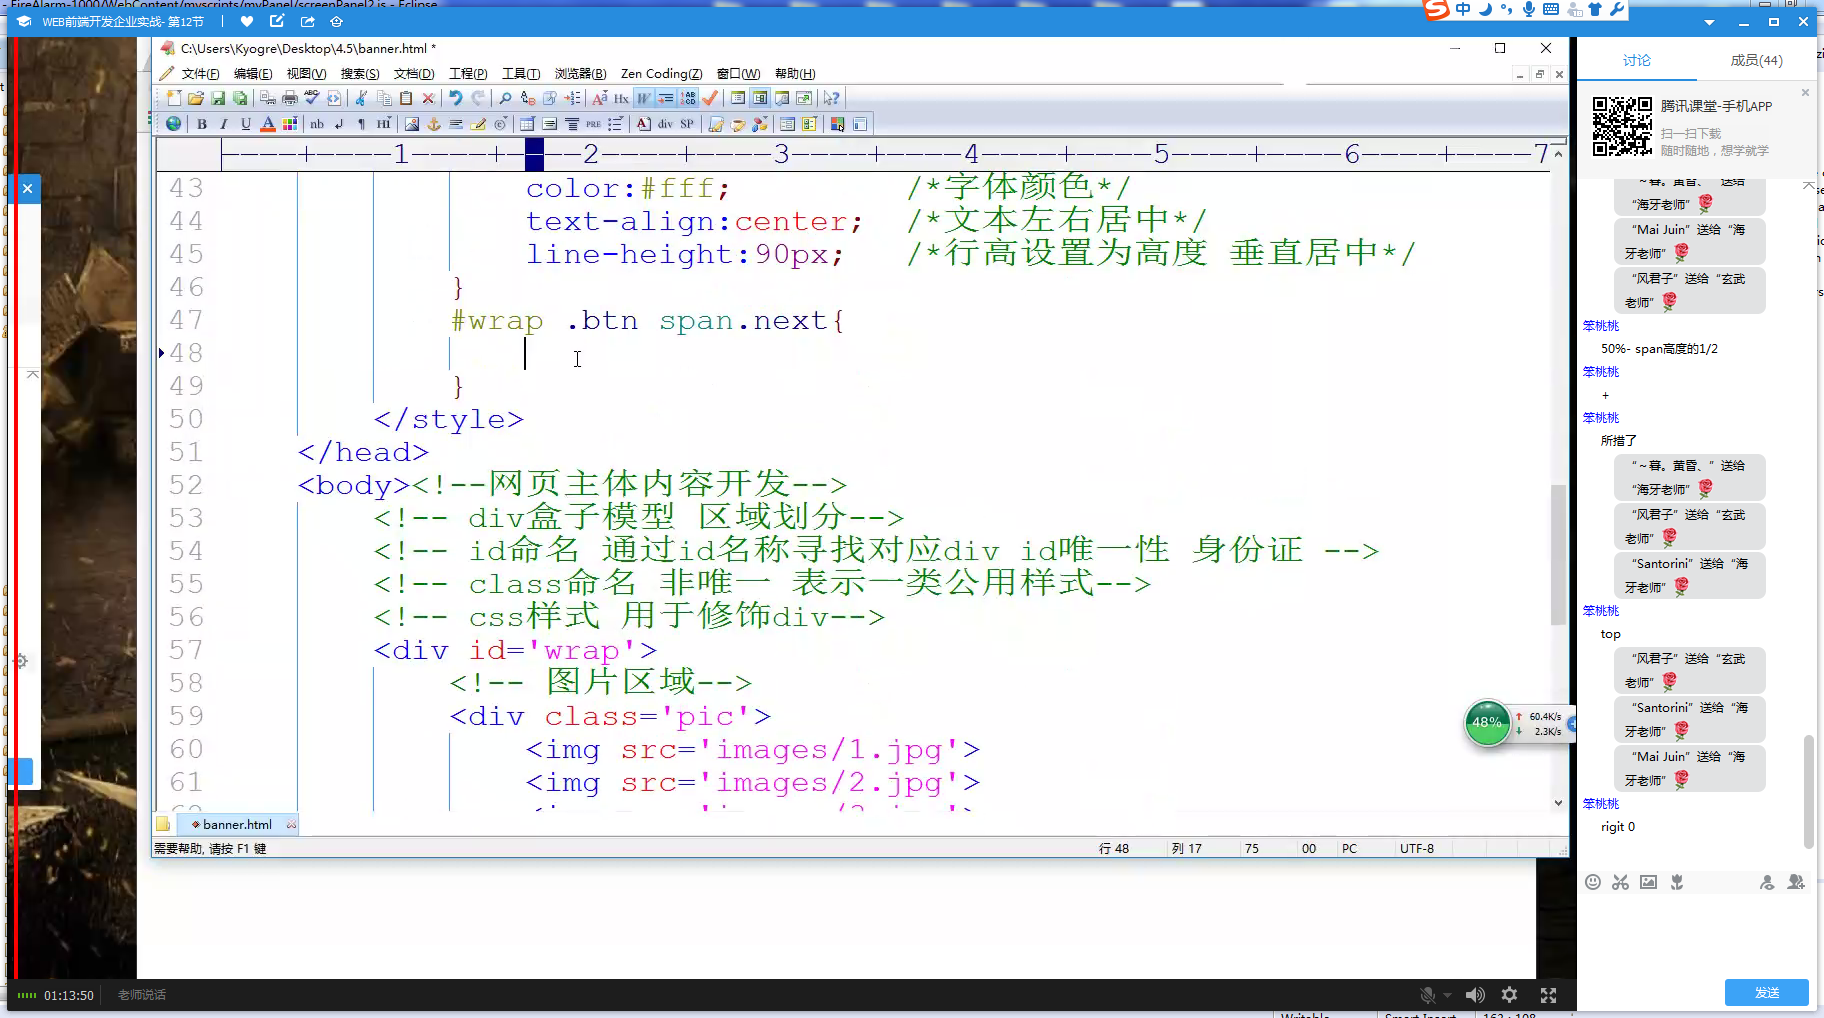 - FireAlarm-1000/WebContent/myscripts/myPanel/screenPanel2.js - Eclipse
WEB前端开发企业实战- 第12节
中
C:\Users\Kyogre\Desktop\4.5\banner.html *
文件(F) 编辑(E) 视图(V) 搜索(S) 文档(D) 工程(P) 工具(T) 浏览器(B) Zen Coding(Z) 窗口(W) 帮助(H)
----+----1----+----2----+----3----+----4----+----5----+----6----+----7
43 color:#fff; /*字体颜色*/
44 text-align:center; /*文本左右居中*/
45 line-height:90px; /*行高设置为高度 垂直居中*/
46 }
47 #wrap .btn span.next{
48
49 }
50 </style>
51 </head>
52 <body><!--网页主体内容开发-->
53 <!-- div盒子模型 区域划分-->
54 <!-- id命名 通过id名称寻找对应div id唯一性 身份证 -->
55 <!-- class命名 非唯一 表示一类公用样式-->
56 <!-- css样式 用于修饰div-->
57 <div id='wrap'>
58 <!-- 图片区域-->
59 <div class='pic'>
60 <img src='images/1.jpg'>
61 <img src='images/2.jpg'>
banner.html
需要帮助, 请按 F1 键
行 48 列 17 75 00 PC UTF-8
48%
60.4K/s
2.3K/s
01:13:50 老师说话
讨论 成员(44)
腾讯课堂-手机APP
扫一扫下载
随时随地，想学就学
“～暮。黄昏、”送给
“海牙老师”
“Mai Juin”送给“海
牙老师”
“风君子”送给“玄武
老师”
笨桃桃
50%- span高度的1/2
笨桃桃
+
笨桃桃
所措了
“～暮。黄昏、”送给
“海牙老师”
“风君子”送给“玄武
老师”
“Santorini”送给“海
牙老师”
笨桃桃
top
“风君子”送给“玄武
老师”
“Santorini”送给“海
牙老师”
“Mai Juin”送给“海
牙老师”
笨桃桃
rigit 0
发送
Writable Smart Insert 162 : 108